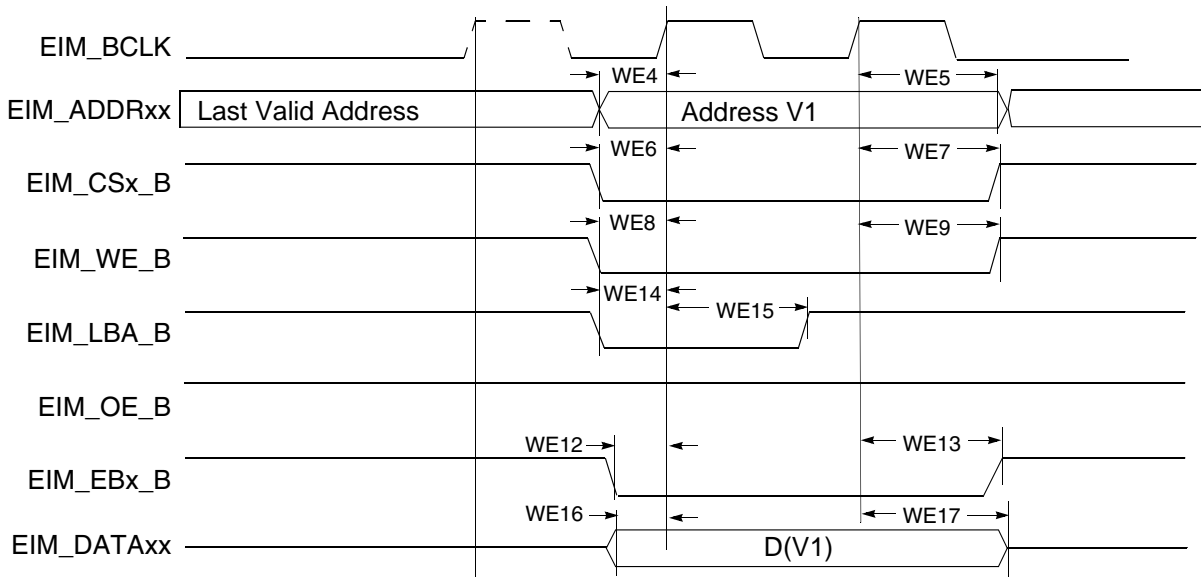 EIM_BCLK
WE4
WE5
EIM_ADDRxx
Last Valid Address
Address V1
WE6
WE7
EIM_CSx_B
WE8
WE9
EIM_WE_B
WE14
WE15
EIM_LBA_B
EIM_OE_B
WE12
WE13
EIM_EBx_B
WE16
WE17
EIM_DATAxx
D(V1)